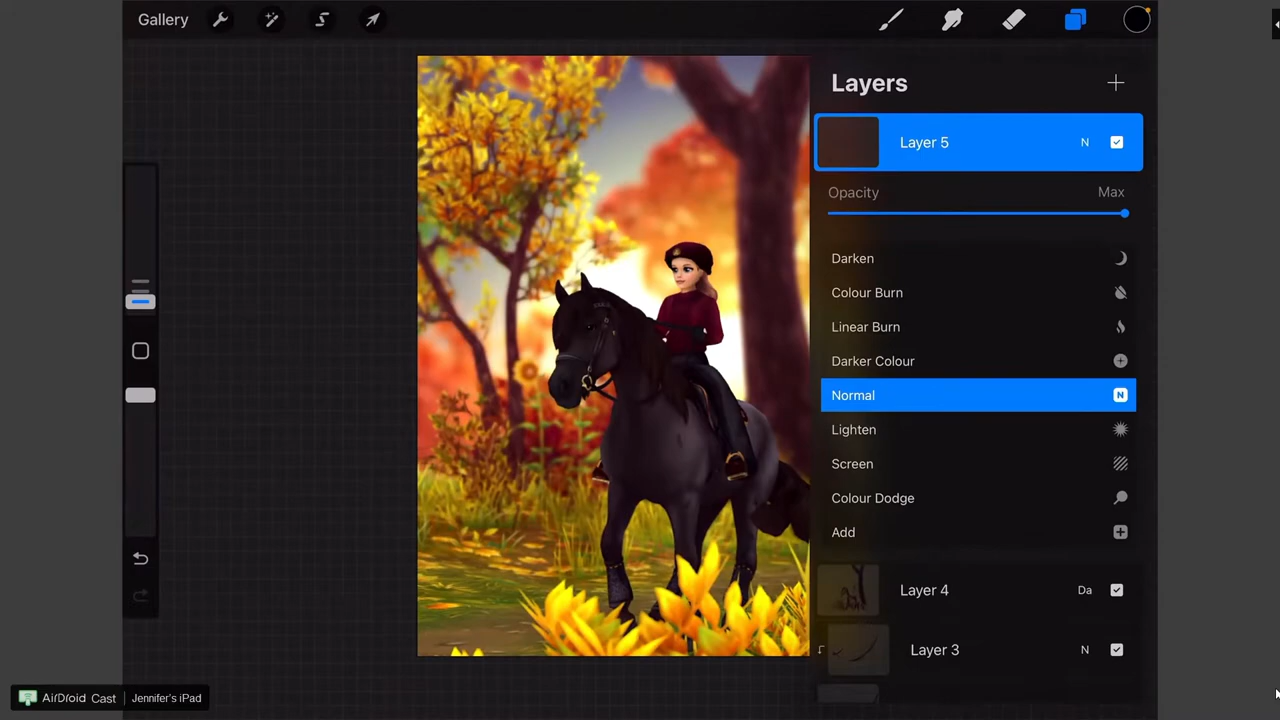 Gallery
Layers
Layer 5 N
Opacity Max
Darken
Colour Burn
Linear Burn
Darker Colour
Normal N
Lighten
Screen
Colour Dodge
Add
Layer 4 Da
Layer 3 N
AirDroid Cast | Jennifer's iPad